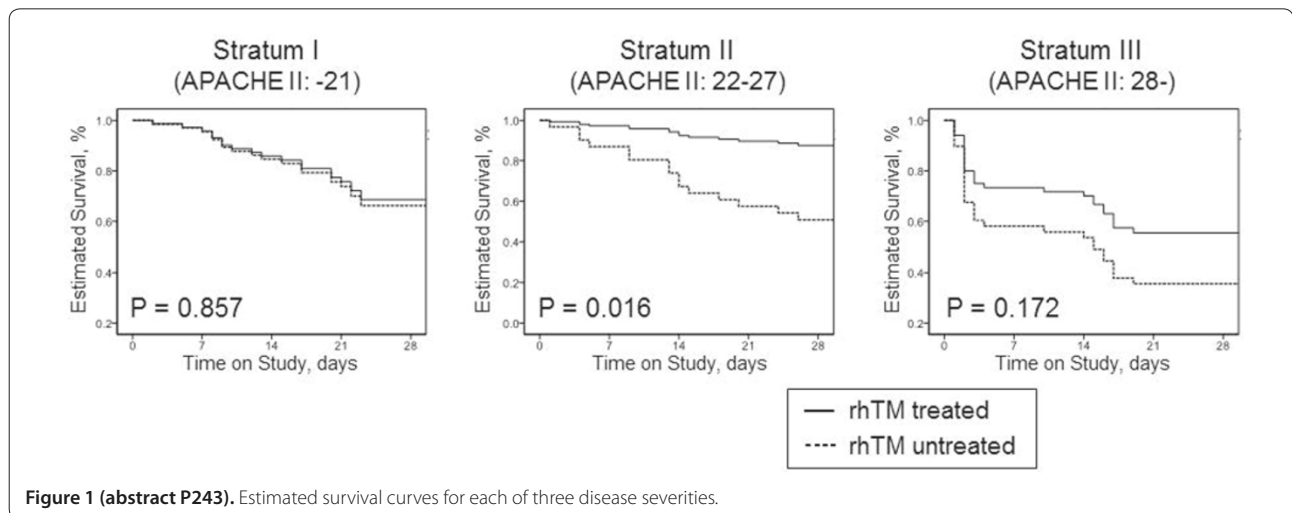 Stratum I
(APACHE II: -21)
Estimated Survival, %
1.0
0.8
0.6
0.4
0.2
P = 0.857
0 7 14 21 28
Time on Study, days
Stratum II
(APACHE II: 22-27)
Estimated Survival, %
1.0
0.8
0.6
0.4
0.2
0.0
P = 0.016
0 7 14 21 28
Time on Study, days
Stratum III
(APACHE II: 28-)
Estimated Survival, %
1.0
0.8
0.6
0.4
0.2
P = 0.172
0 7 14 21 28
Time on Study, days
rhTM treated
rhTM untreated
Figure 1 (abstract P243). Estimated survival curves for each of three disease severities.